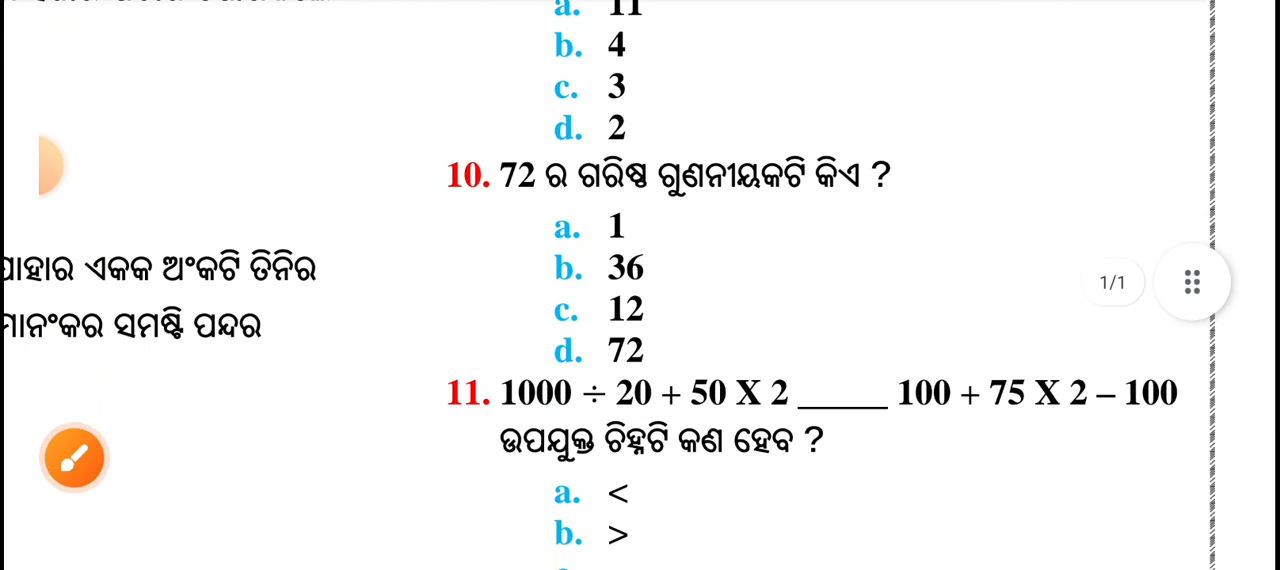 a. 11
b. 4
c. 3
d. 2
10. 72 ର ଗରିଷ୍ଠ ଗୁଣନୀୟକଟି କିଏ ?
a. 1
b. 36
ଯାହାର ଏକକ ଅଂକଟି ତିନିର
1/1
c. 12
ମାନଂକର ସମଷ୍ଟି ପନ୍ଦର
d. 72
11. 1000 ÷ 20 + 50 X 2 _____ 100 + 75 X 2 – 100
ଉପଯୁକ୍ତ ଚିହ୍ନଟି କଣ ହେବ ?
a. <
b. >